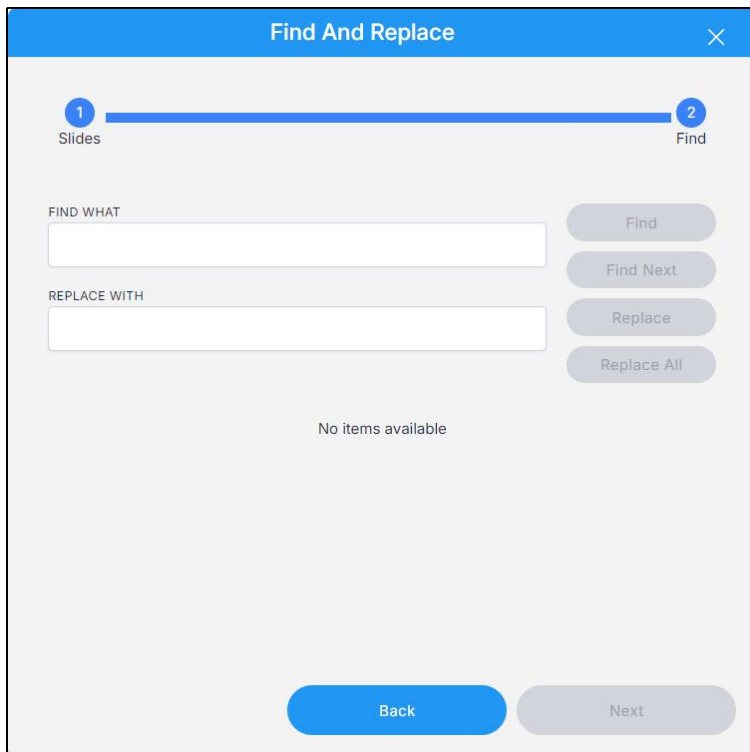 Find And Replace
1
2
Slides
Find
FIND WHAT
Find
Find Next
REPLACE WITH
Replace
Replace All
No items available
Back
Next